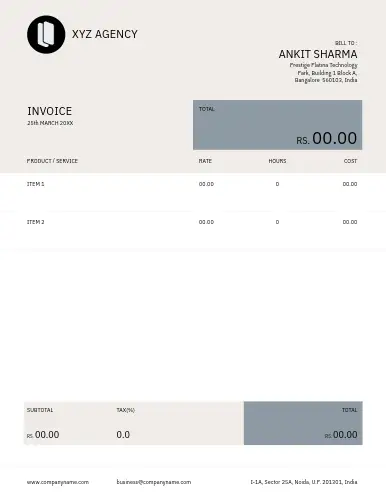 XYZ AGENCY
BILL TO :
ANKIT SHARMA
Prestige Platina Technology
Park, Building 1 Block A,
Bangalore 560103, India
INVOICE
25th MARCH 20XX
TOTAL
RS. 00.00
PRODUCT / SERVICE RATE HOURS COST
ITEM 1 00.00 0 00.00
ITEM 2 00.00 0 00.00
SUBTOTAL TAX(%) TOTAL
RS 00.00 0.0 RS 00.00
www.companyname.com business@companyname.com I-1A, Sector 25A, Noida, U.P. 201301, India